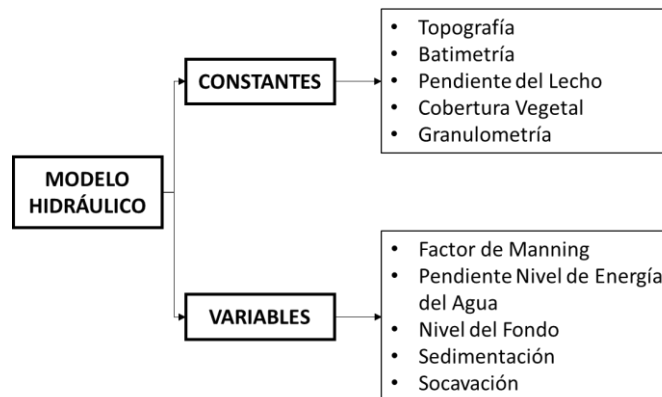 MODELO
HIDRÁULICO
CONSTANTES
• Topografía
• Batimetría
• Pendiente del Lecho
• Cobertura Vegetal
• Granulometría
VARIABLES
• Factor de Manning
• Pendiente Nivel de Energía
del Agua
• Nivel del Fondo
• Sedimentación
• Socavación